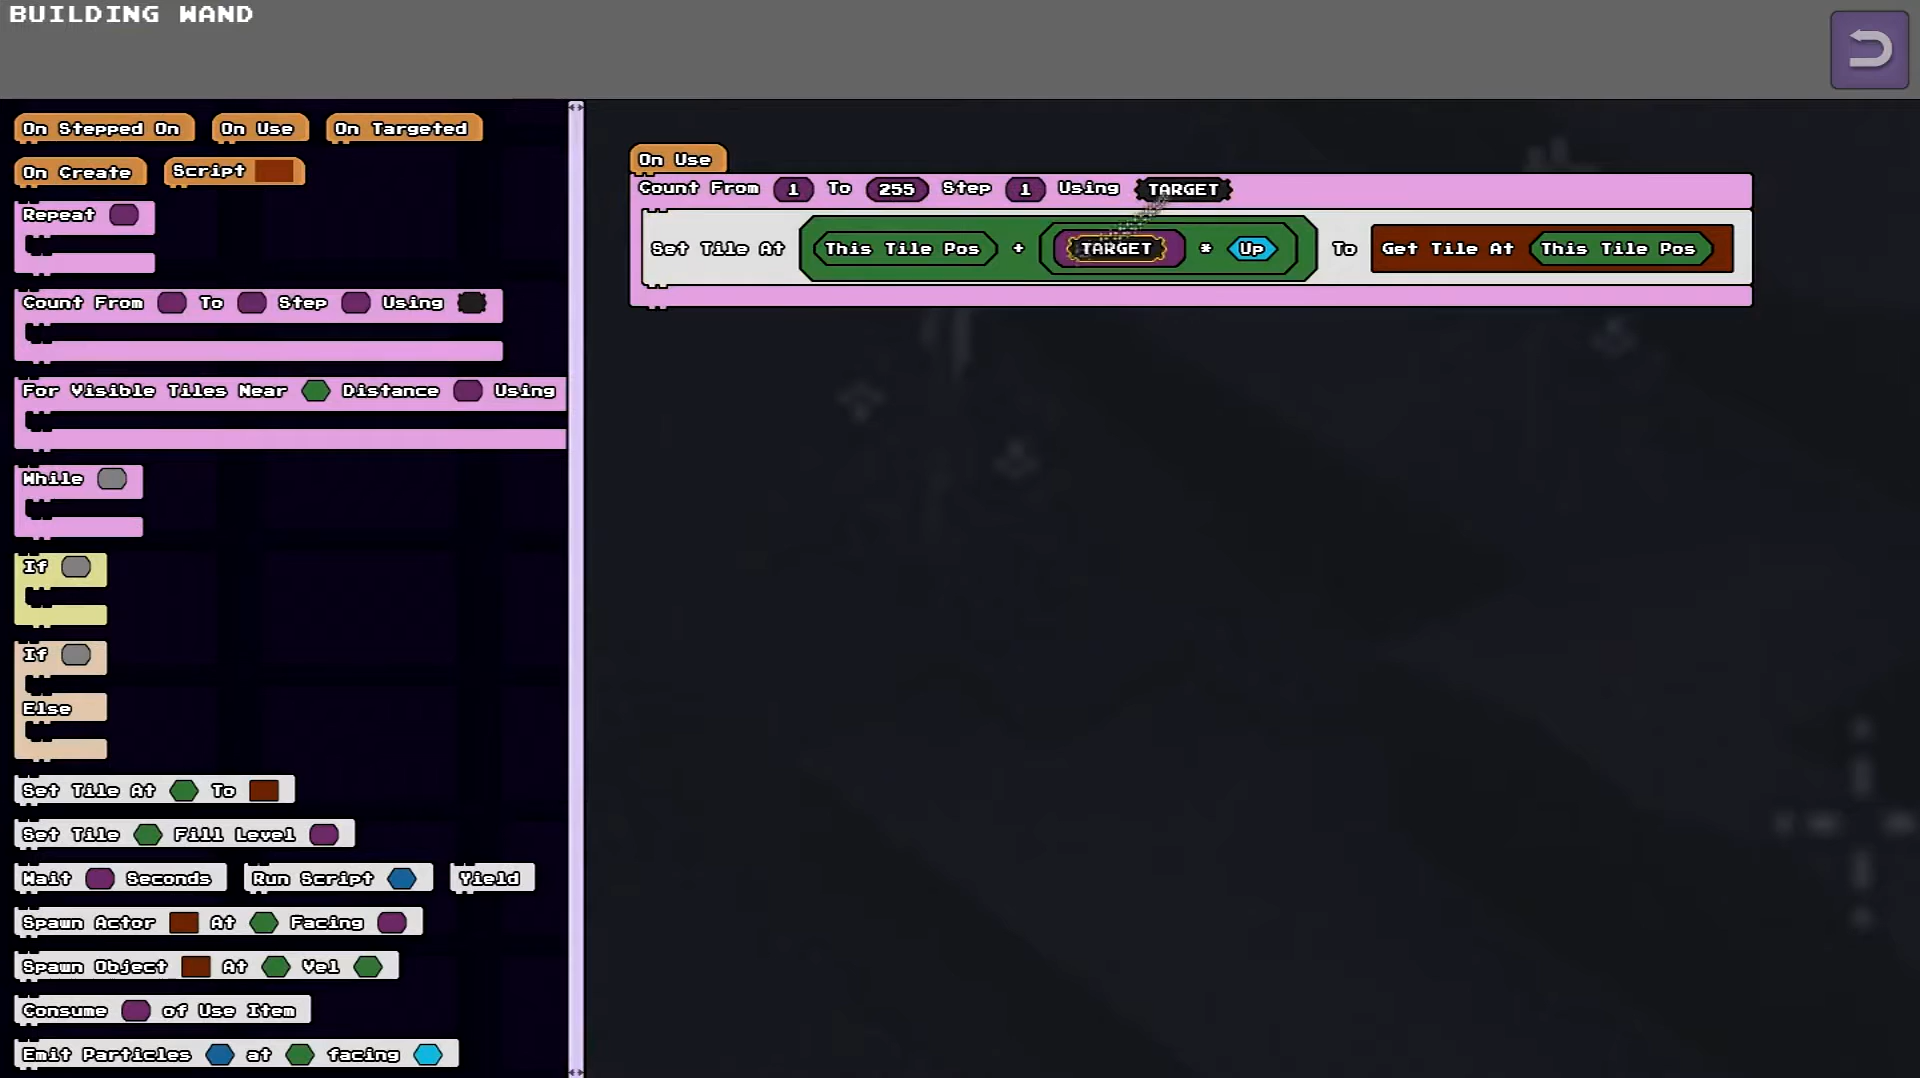 BUILDING WAND
On Stepped On On Use On Targeted
On Create Script
Repeat
Count From To Step Using
For Visible Tiles Near Distance Using
While
If
If
Else
Set Tile At To
Set Tile Fill Level
Wait Seconds Run Script Yield
Spawn Actor At Facing
Spawn Object At Vel
Consume of Use Item
Emit Particles at facing
On Use
Count From 1 To 255 Step 1 Using TARGET
Set Tile At This Tile Pos + TARGET * Up To Get Tile At This Tile Pos